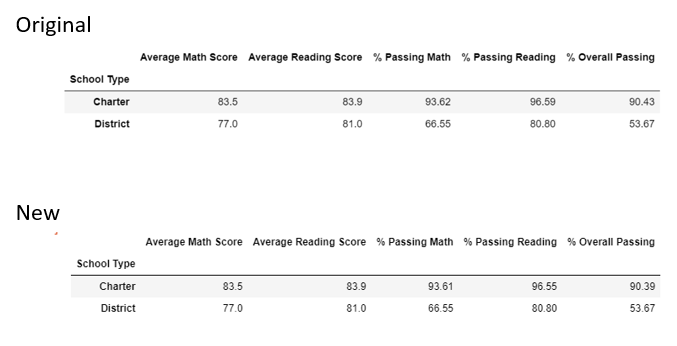 Original
Average Math Score Average Reading Score % Passing Math % Passing Reading % Overall Passing
School Type
Charter 83.5 83.9 93.62 96.59 90.43
District 77.0 81.0 66.55 80.80 53.67
New
Average Math Score Average Reading Score % Passing Math % Passing Reading % Overall Passing
School Type
Charter 83.5 83.9 93.61 96.55 90.39
District 77.0 81.0 66.55 80.80 53.67